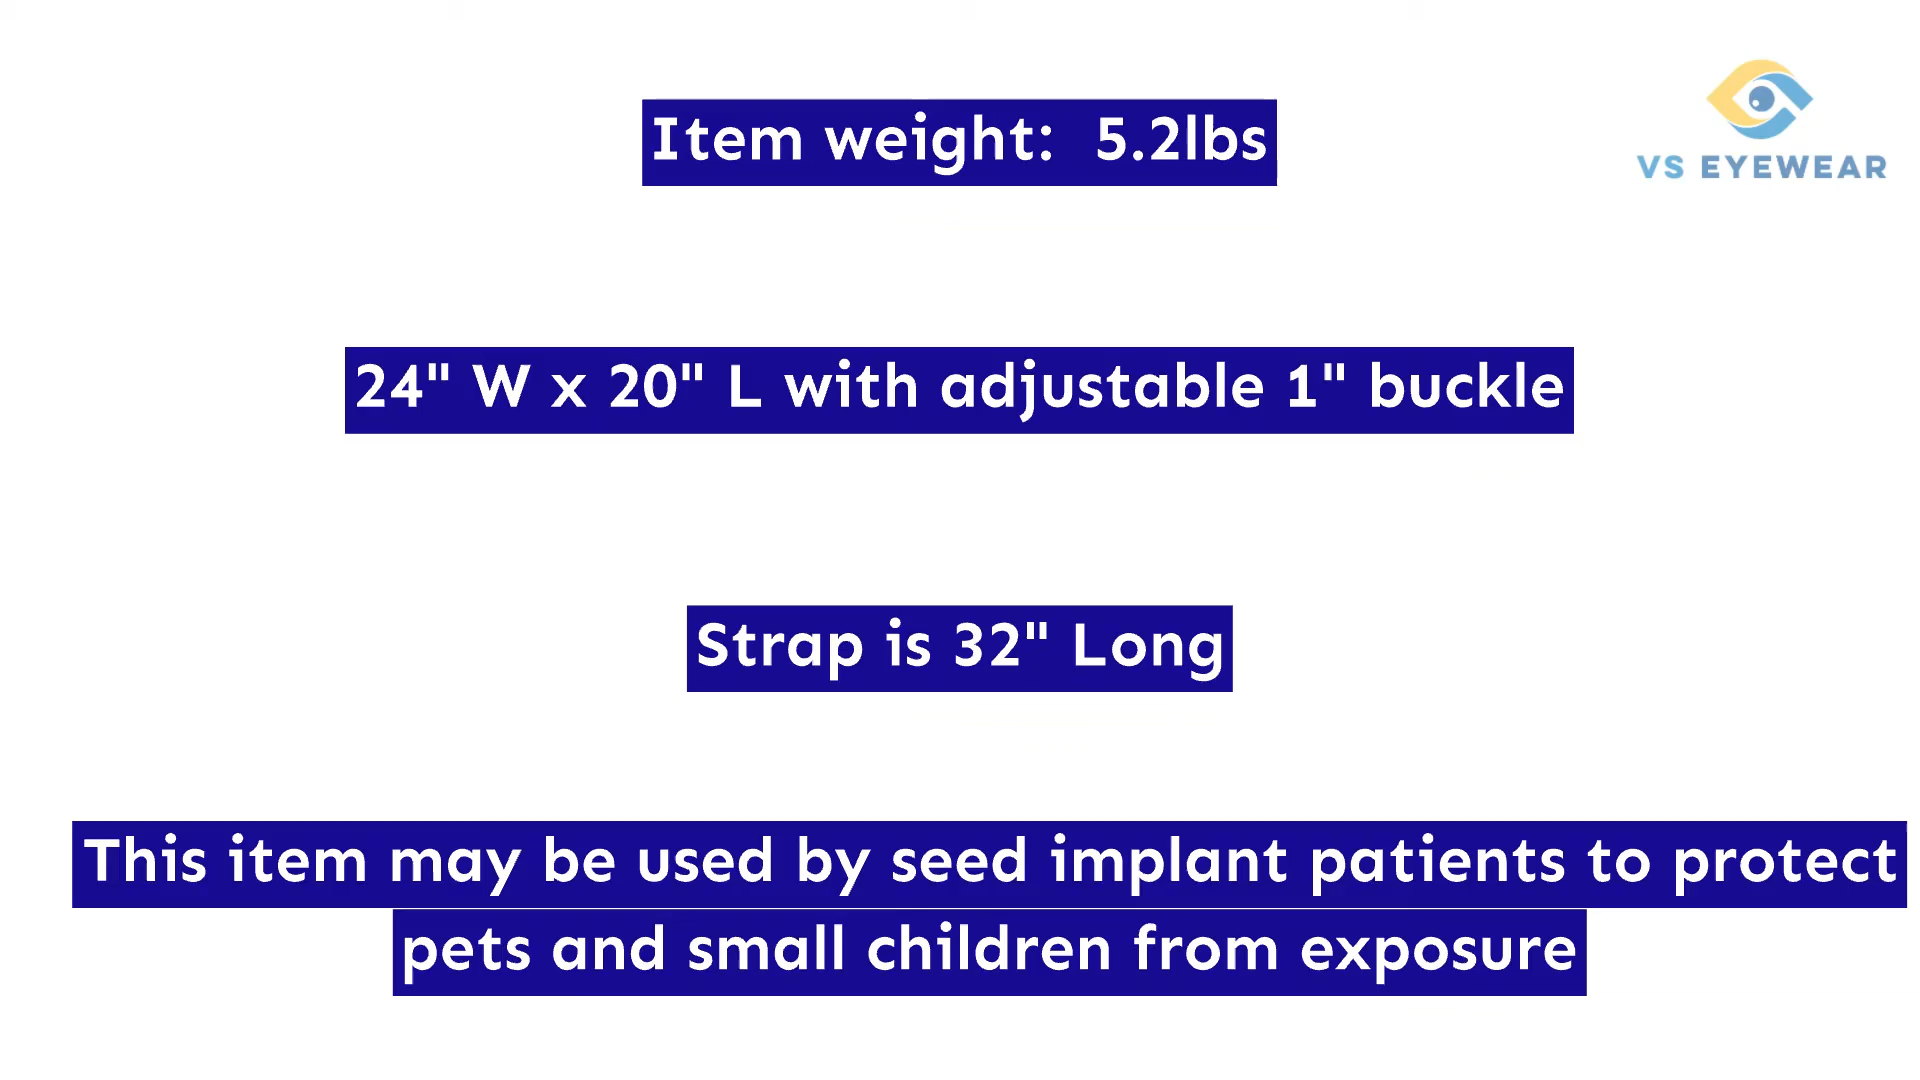 Item weight:  5.2lbs
VS EYEWEAR
24" W x 20" L with adjustable 1" buckle
Strap is 32" Long
This item may be used by seed implant patients to protect
pets and small children from exposure